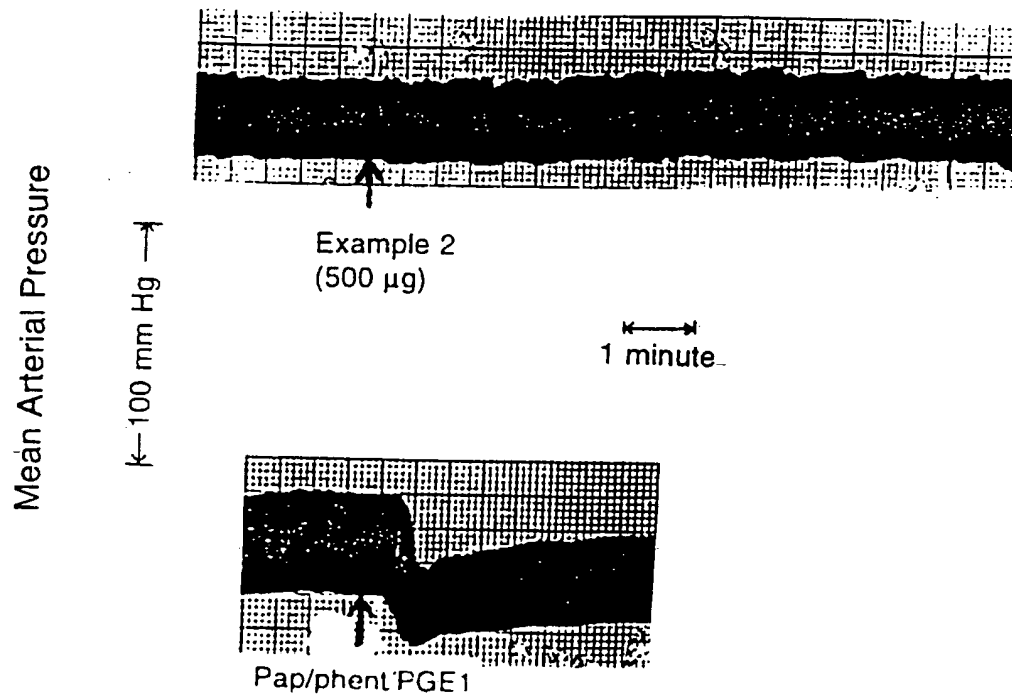 Mean Arterial Pressure
100 mm Hg
Example 2
(500 µg)
1 minute
Pap/phent PGE1